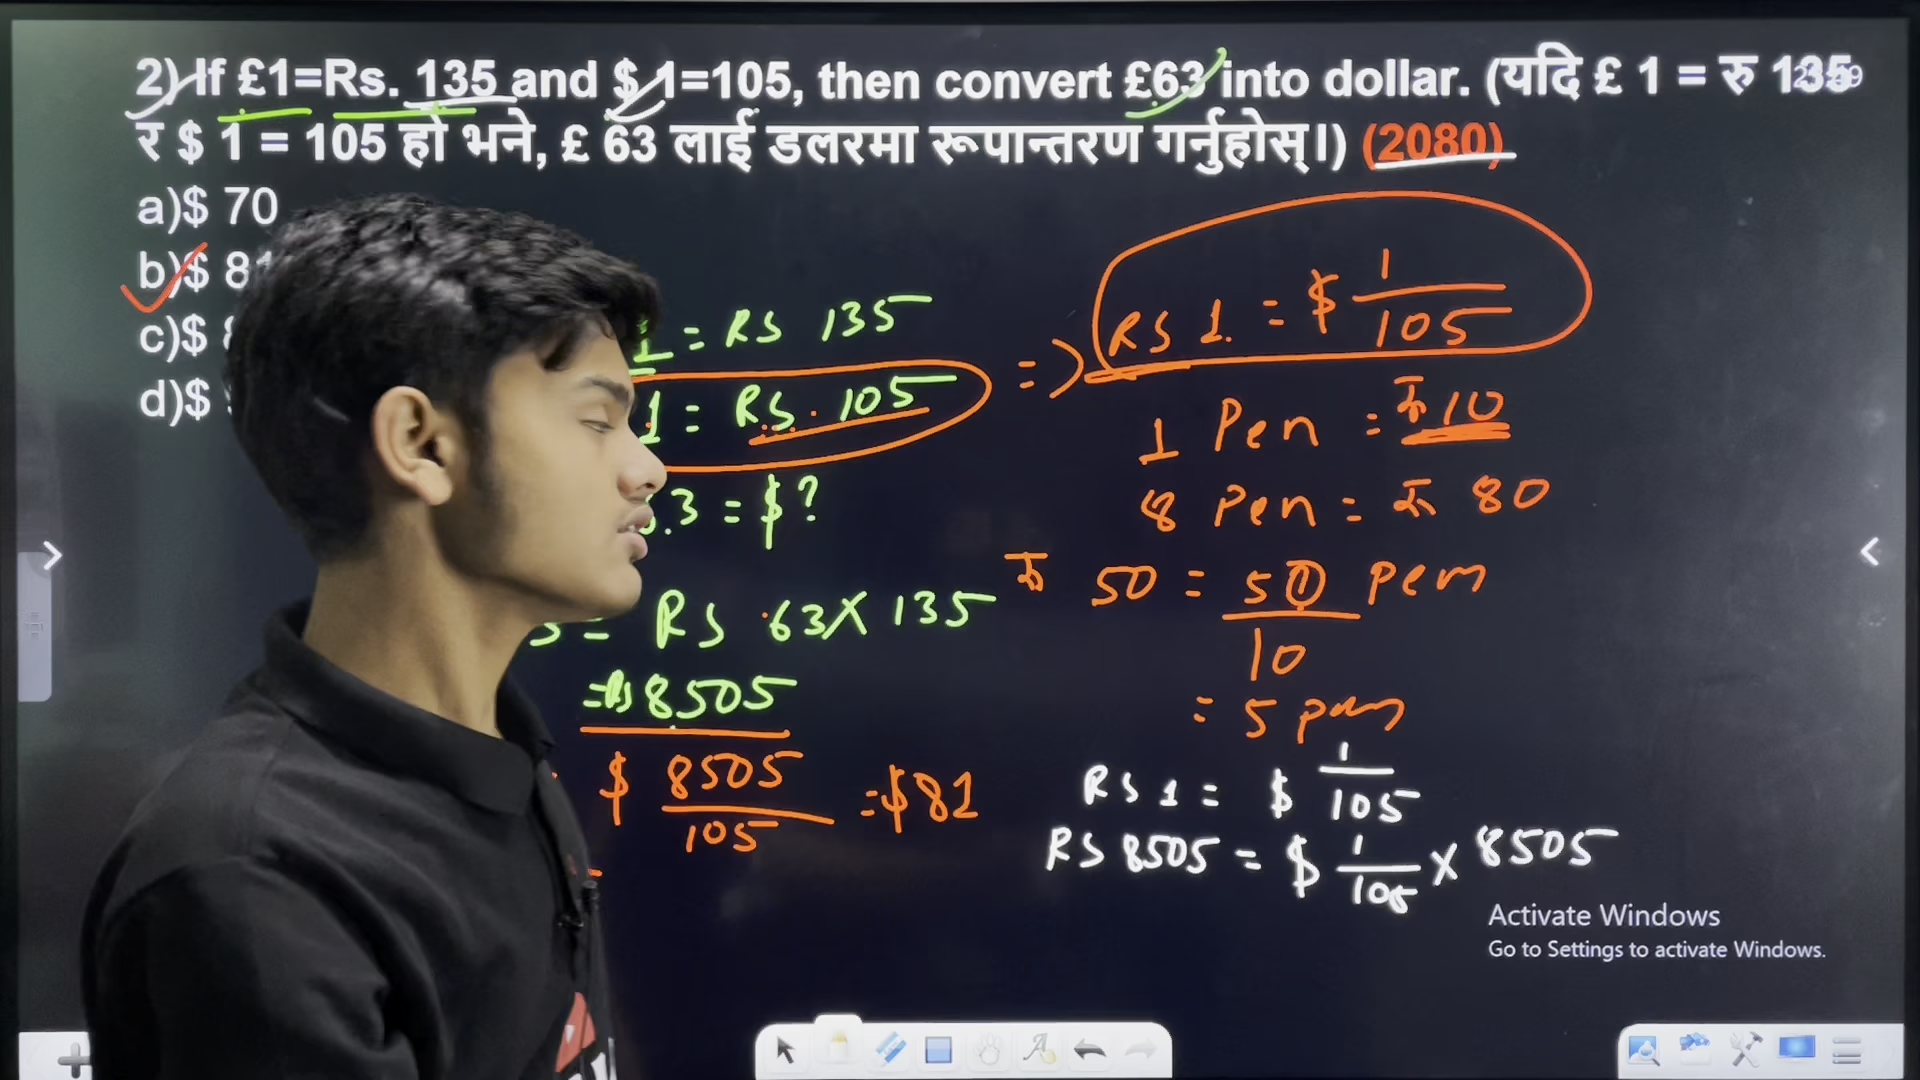 2) If £1=Rs. 135 and $ 1=105, then convert £63 into dollar. (यदि £ 1 = रु 135
र $ 1 = 105 हो भने, £ 63 लाई डलरमा रूपान्तरण गर्नुहोस्।) (2080)
a)$ 70
b)$ 81
c)$
d)$
1 = RS 135
1 = RS. 105
=> RS 1. = $ 1/105
3 = $ ?
1 Pen = रु 10
8 Pen = रु 80
रु 50 = 50/10 pen
= 5 pen
= RS 63 X 135
= RS 8505
$ 8505/105 = $81
RS 1 = $ 1/105
RS 8505 = $ 1/105 X 8505
Activate Windows
Go to Settings to activate Windows.